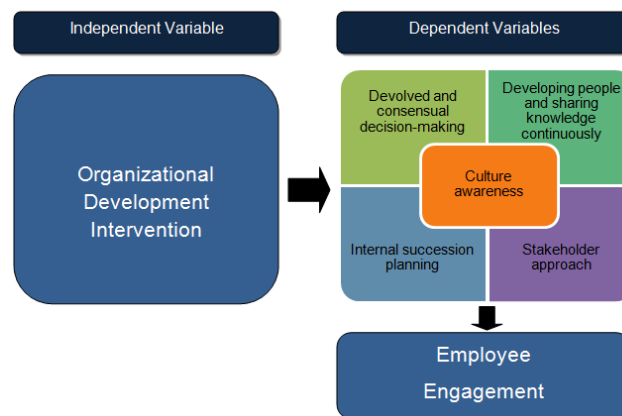 Independent Variable
Dependent Variables
Organizational
Development
Intervention
Devolved and
consensual
decision-making
Developing people
and sharing
knowledge
continuously
Culture
awareness
Internal succession
planning
Stakeholder
approach
Employee
Engagement